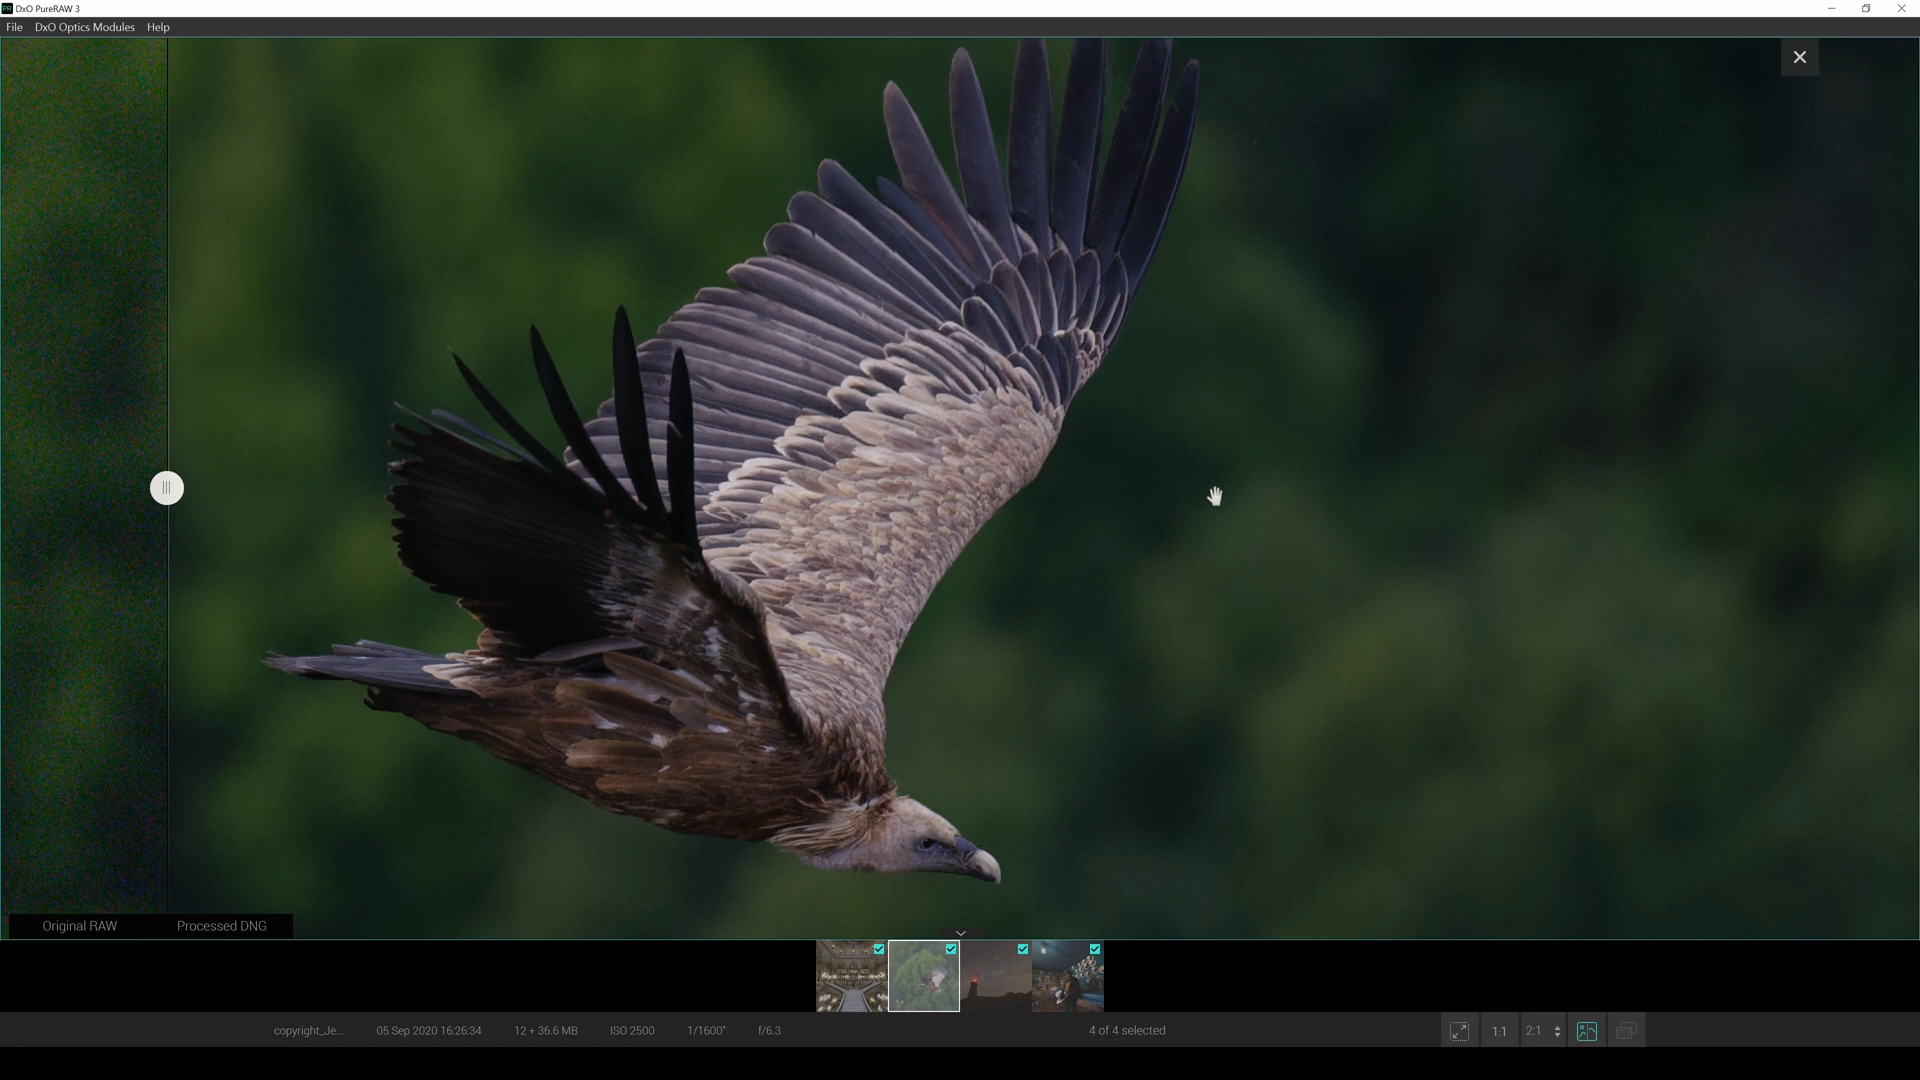 PR DxO PureRAW 3
File DxO Optics Modules Help
Original RAW Processed DNG
copyright_Je... 05 Sep 2020 16:26:34 12 + 36.6 MB ISO 2500 1/1600" f/6.3 4 of 4 selected 1:1 2:1